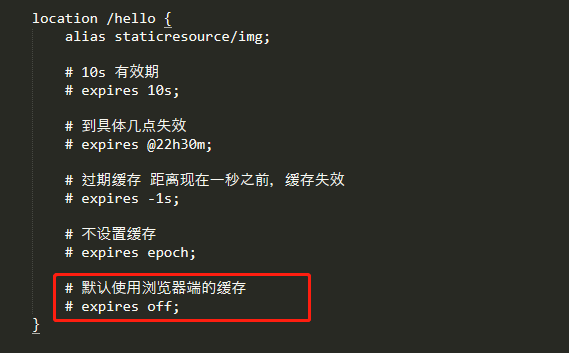 location /hello {
alias staticresource/img;
# 10s 有效期
# expires 10s;
# 到具体几点失效
# expires @22h30m;
# 过期缓存 距离现在一秒之前，缓存失效
# expires -1s;
# 不设置缓存
# expires epoch;
# 默认使用浏览器端的缓存
# expires off;
}